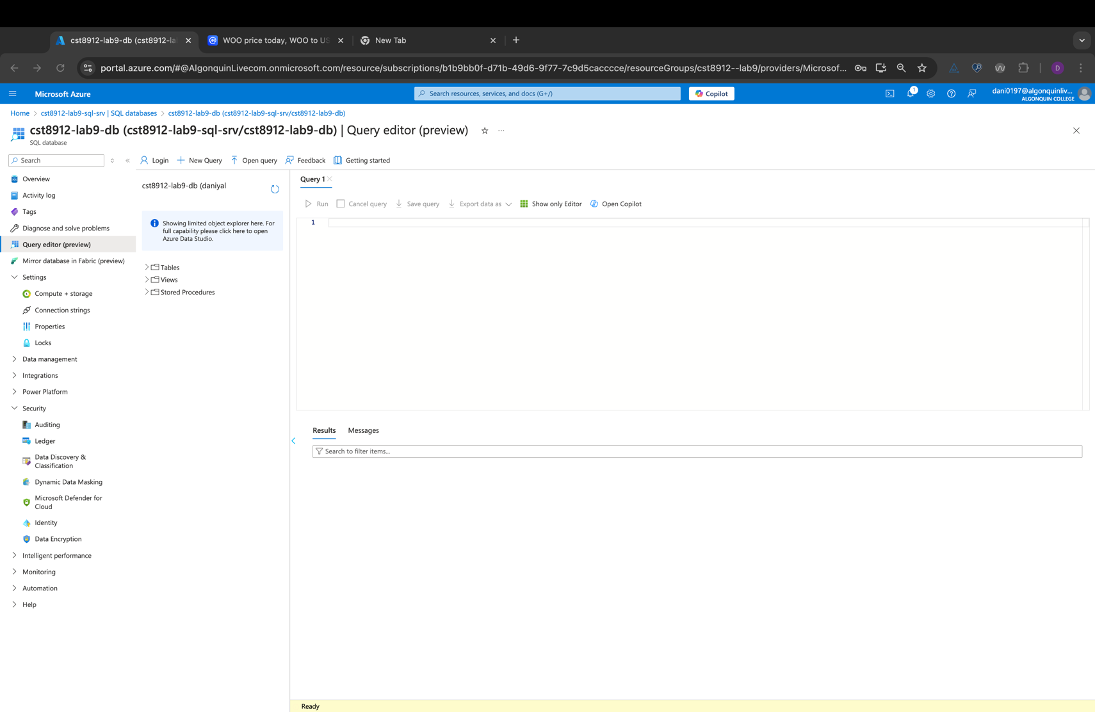 cst8912-lab9-db (cst8912-la
WOO price today, WOO to US
New Tab
portal.azure.com/#@AlgonquinLivecom.onmicrosoft.com/resource/subscriptions/b1b9bb0f-d71b-49d6-9f77-7c9d5cacccce/resourceGroups/cst8912--lab9/providers/Microsof...
D
Microsoft Azure
Search resources, services, and docs (G+/)
Copilot
1
dani0197@algonquinliv...
ALGONQUIN COLLEGE
Home > cst8912-lab9-sql-srv | SQL databases > cst8912-lab9-db (cst8912-lab9-sql-srv/cst8912-lab9-db)
cst8912-lab9-db (cst8912-lab9-sql-srv/cst8912-lab9-db) | Query editor (preview)
SQL database
Search
Login
New Query
Open query
Feedback
Getting started
Overview
Activity log
Tags
Diagnose and solve problems
Query editor (preview)
Mirror database in Fabric (preview)
Settings
Compute + storage
Connection strings
Properties
Locks
Data management
Integrations
Power Platform
Security
Auditing
Ledger
Data Discovery &
Classification
Dynamic Data Masking
Microsoft Defender for
Cloud
Identity
Data Encryption
Intelligent performance
Monitoring
Automation
Help
cst8912-lab9-db (daniyal
Showing limited object explorer here. For
full capability please click here to open
Azure Data Studio.
Tables
Views
Stored Procedures
Query 1
Run
Cancel query
Save query
Export data as
Show only Editor
Open Copilot
1
Results
Messages
Search to filter items...
Ready